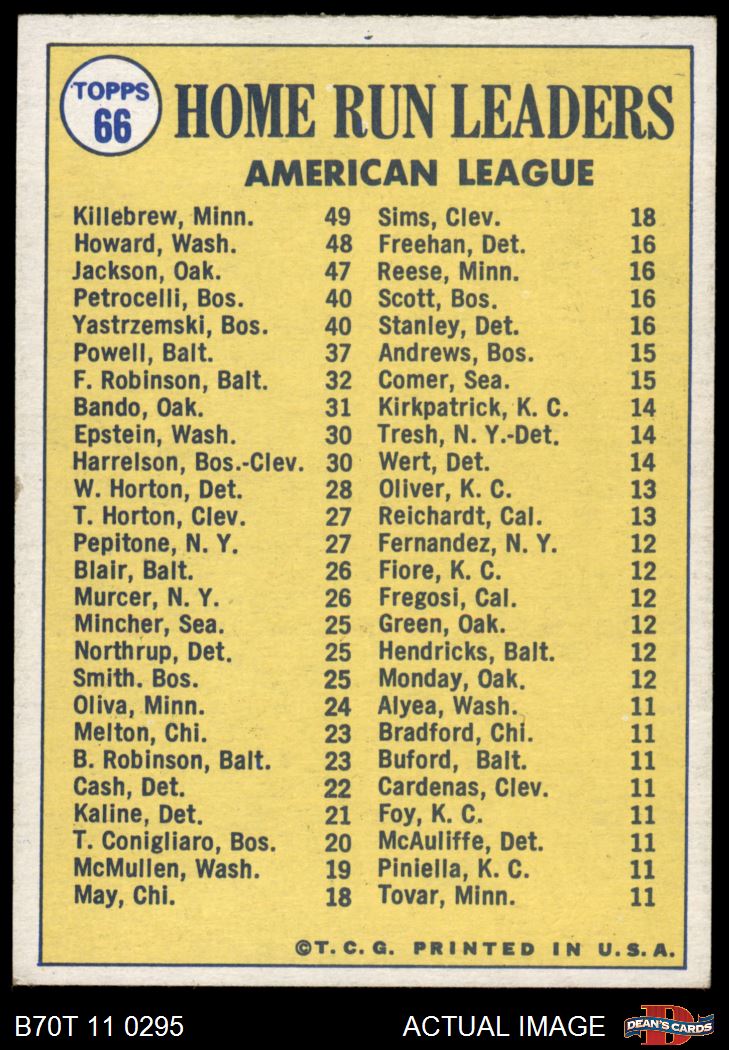 TOPPS
66
HOME RUN LEADERS
AMERICAN LEAGUE
Killebrew, Minn. 49
Howard, Wash. 48
Jackson, Oak. 47
Petrocelli, Bos. 40
Yastrzemski, Bos. 40
Powell, Balt. 37
F. Robinson, Balt. 32
Bando, Oak. 31
Epstein, Wash. 30
Harrelson, Bos.-Clev. 30
W. Horton, Det. 28
T. Horton, Clev. 27
Pepitone, N. Y. 27
Blair, Balt. 26
Murcer, N. Y. 26
Mincher, Sea. 25
Northrup, Det. 25
Smith. Bos. 25
Oliva, Minn. 24
Melton, Chi. 23
B. Robinson, Balt. 23
Cash, Det. 22
Kaline, Det. 21
T. Conigliaro, Bos. 20
McMullen, Wash. 19
May, Chi. 18
Sims, Clev. 18
Freehan, Det. 16
Reese, Minn. 16
Scott, Bos. 16
Stanley, Det. 16
Andrews, Bos. 15
Comer, Sea. 15
Kirkpatrick, K. C. 14
Tresh, N. Y.-Det. 14
Wert, Det. 14
Oliver, K. C. 13
Reichardt, Cal. 13
Fernandez, N. Y. 12
Fiore, K. C. 12
Fregosi, Cal. 12
Green, Oak. 12
Hendricks, Balt. 12
Monday, Oak. 12
Alyea, Wash. 11
Bradford, Chi. 11
Buford, Balt. 11
Cardenas, Clev. 11
Foy, K. C. 11
McAuliffe, Det. 11
Piniella, K. C. 11
Tovar, Minn. 11
©T. C. G. PRINTED IN U. S. A.
B70T 11 0295 ACTUAL IMAGE
DEAN'S CARDS